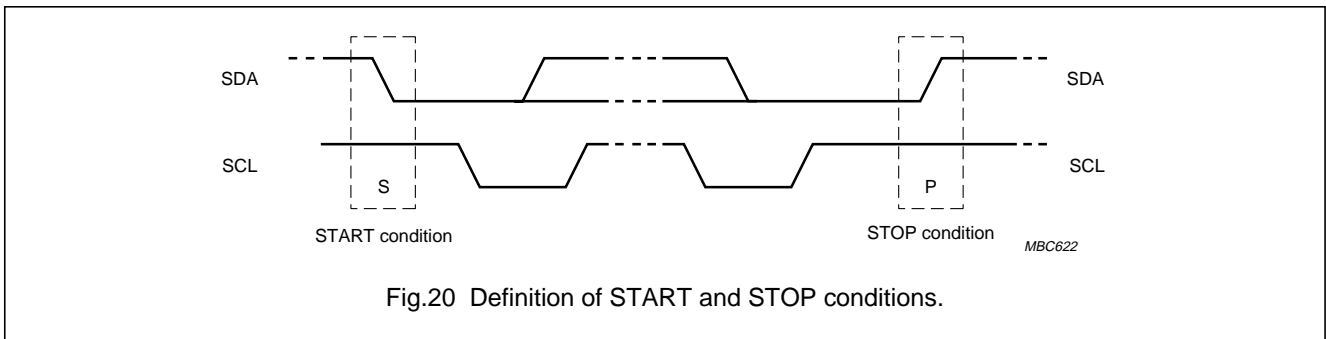 SDA
SDA
SCL
SCL
S
P
START condition
STOP condition
MBC622
Fig.20 Definition of START and STOP conditions.